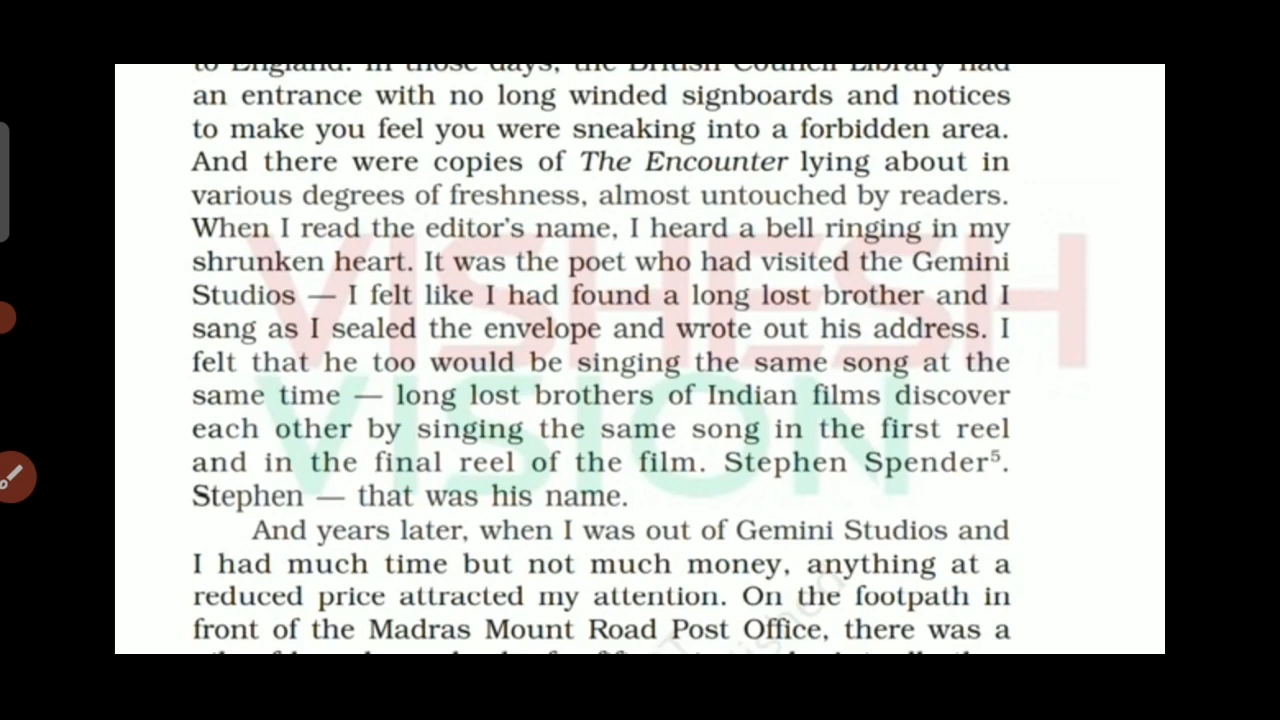 to England. In those days, the British Council Library had
an entrance with no long winded signboards and notices
to make you feel you were sneaking into a forbidden area.
And there were copies of The Encounter lying about in
various degrees of freshness, almost untouched by readers.
When I read the editor's name, I heard a bell ringing in my
shrunken heart. It was the poet who had visited the Gemini
Studios — I felt like I had found a long lost brother and I
sang as I sealed the envelope and wrote out his address. I
felt that he too would be singing the same song at the
same time — long lost brothers of Indian films discover
each other by singing the same song in the first reel
and in the final reel of the film. Stephen Spender⁵.
Stephen — that was his name.
And years later, when I was out of Gemini Studios and
I had much time but not much money, anything at a
reduced price attracted my attention. On the footpath in
front of the Madras Mount Road Post Office, there was a
VISHESH
VISION